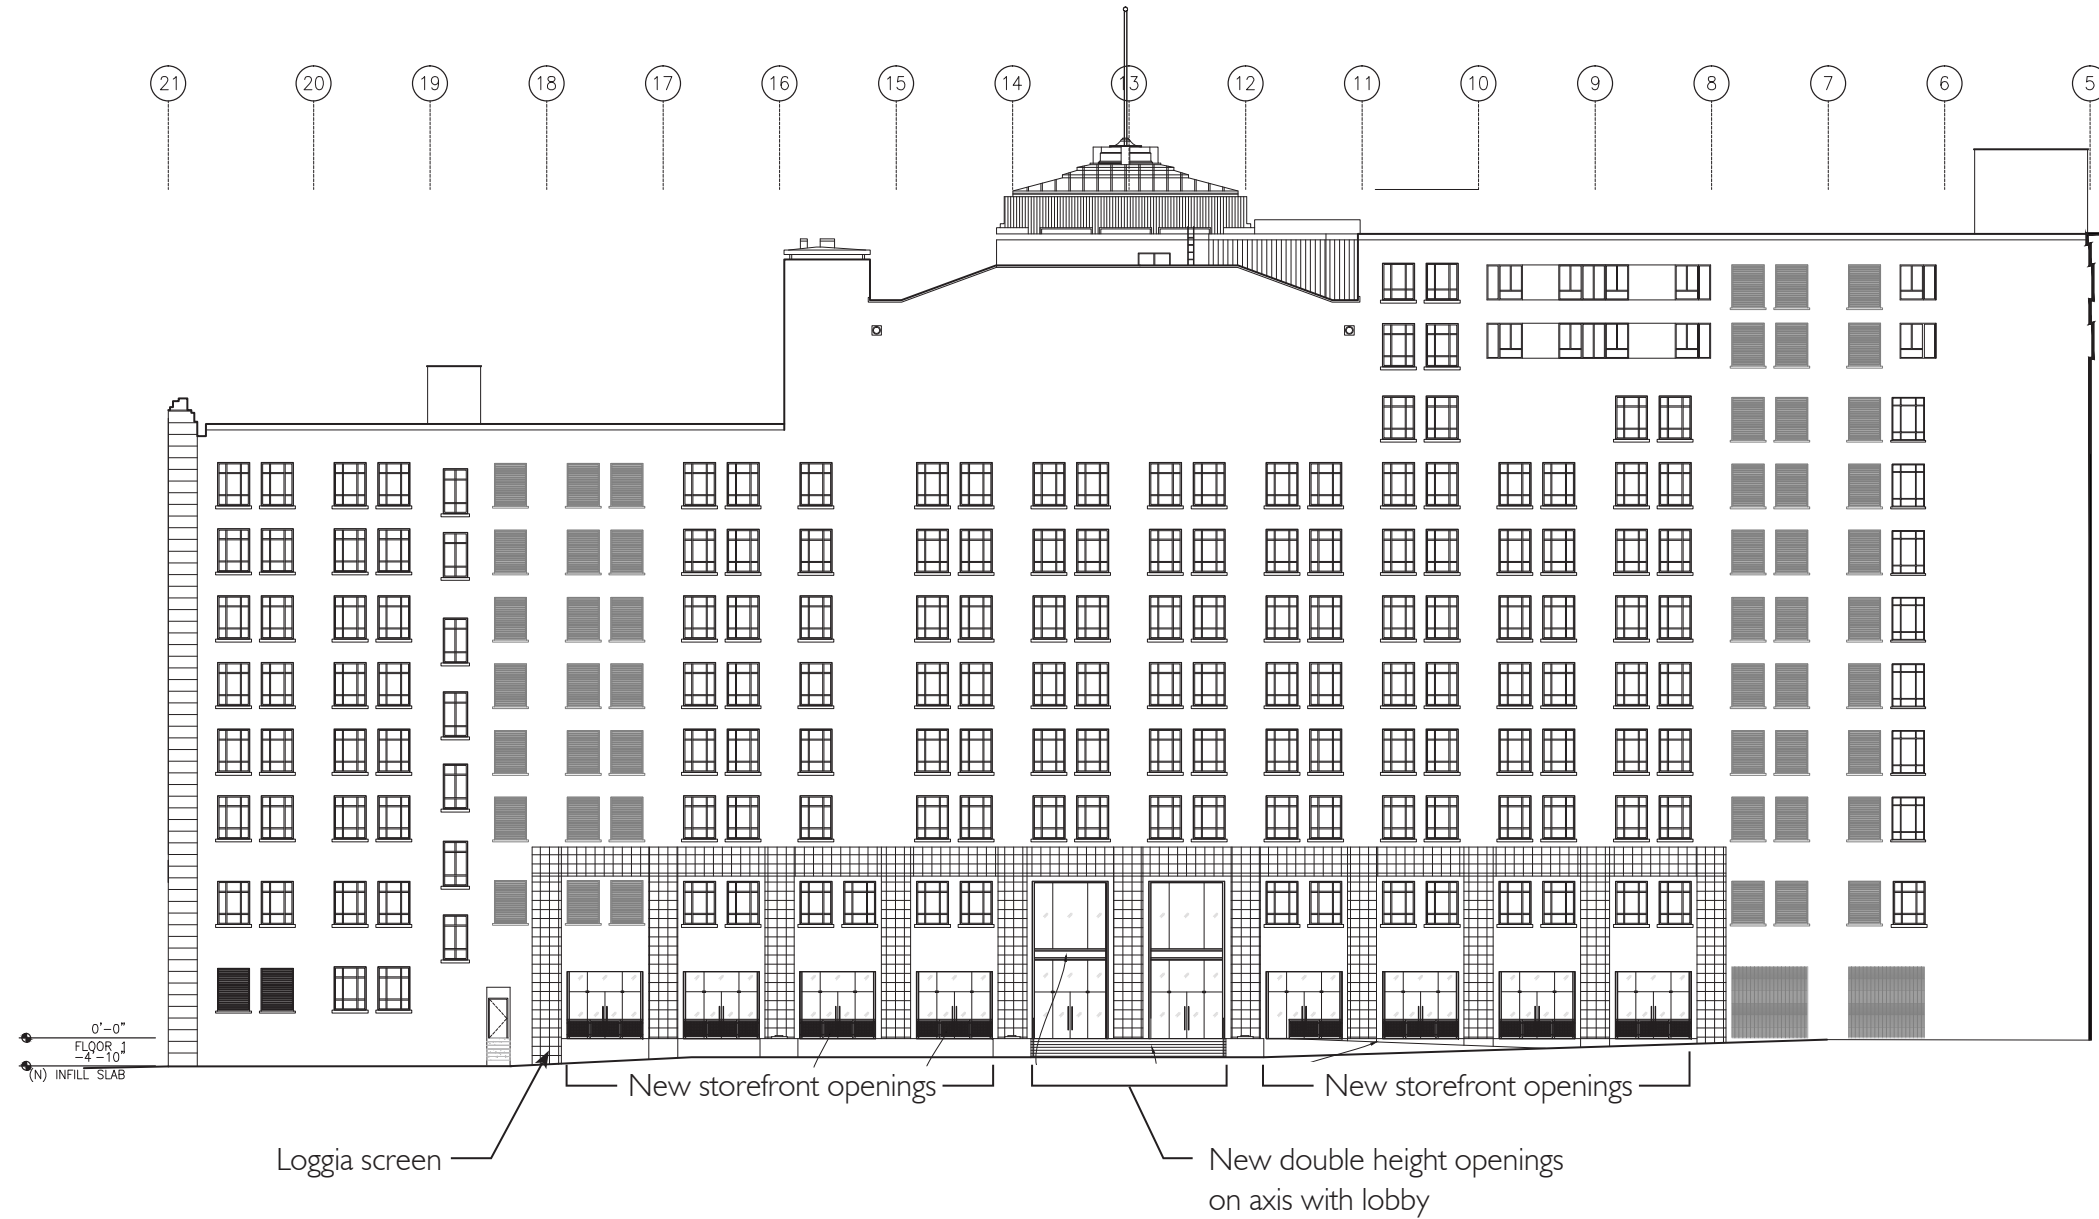 21 20 19 18 17 16 15 14 13 12 11 10 9 8 7 6 5
0'-0"
FLOOR 1
-4'-10"
(N) INFILL SLAB
New storefront openings
New storefront openings
Loggia screen
New double height openings
on axis with lobby